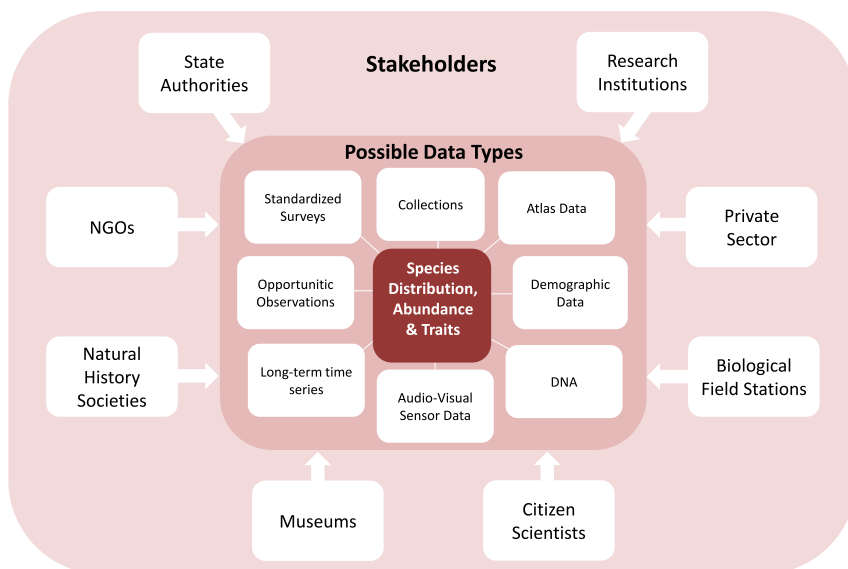 State
Authorities
Stakeholders
Research
Institutions
Possible Data Types
Standardized
Surveys
Collections
Atlas Data
NGOs
Private
Sector
Opportunitic
Observations
Species
Distribution,
Abundance
& Traits
Demographic
Data
Natural
History
Societies
Long-term time
series
Audio-Visual
Sensor Data
DNA
Biological
Field Stations
Museums
Citizen
Scientists